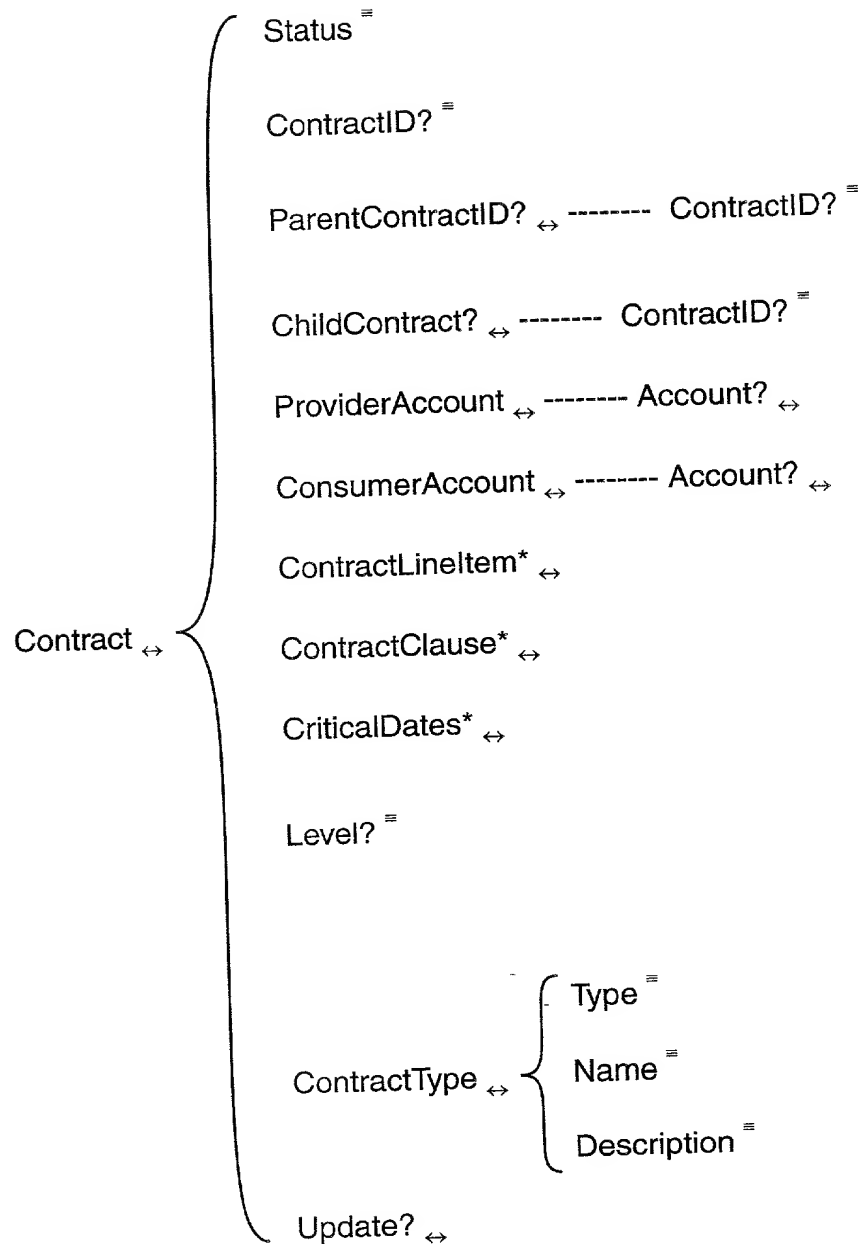 Status ≡
ContractID? ≡
ParentContractID? ↔ -------- ContractID? ≡
ChildContract? ↔ -------- ContractID? ≡
ProviderAccount ↔ -------- Account? ↔
ConsumerAccount ↔ -------- Account? ↔
ContractLineItem* ↔
Contract ↔
ContractClause* ↔
CriticalDates* ↔
Level? ≡
Type ≡
ContractType ↔
Name ≡
Description ≡
Update? ↔